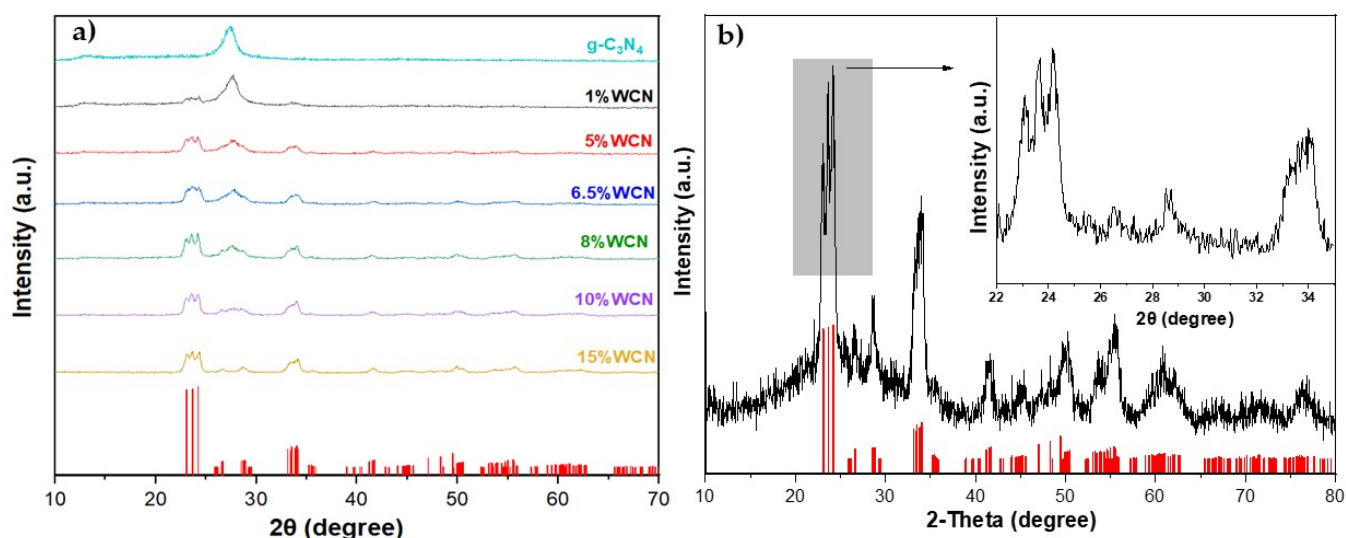 a)
g-C₃N₄
1%WCN
5%WCN
6.5%WCN
8%WCN
10%WCN
15%WCN
Intensity (a.u.)
10 20 30 40 50 60 70
2θ (degree)
b)
Intensity (a.u.)
10 20 30 40 50 60 70 80
2-Theta (degree)
Intensity (a.u.)
22 24 26 28 30 32 34
2θ (degree)